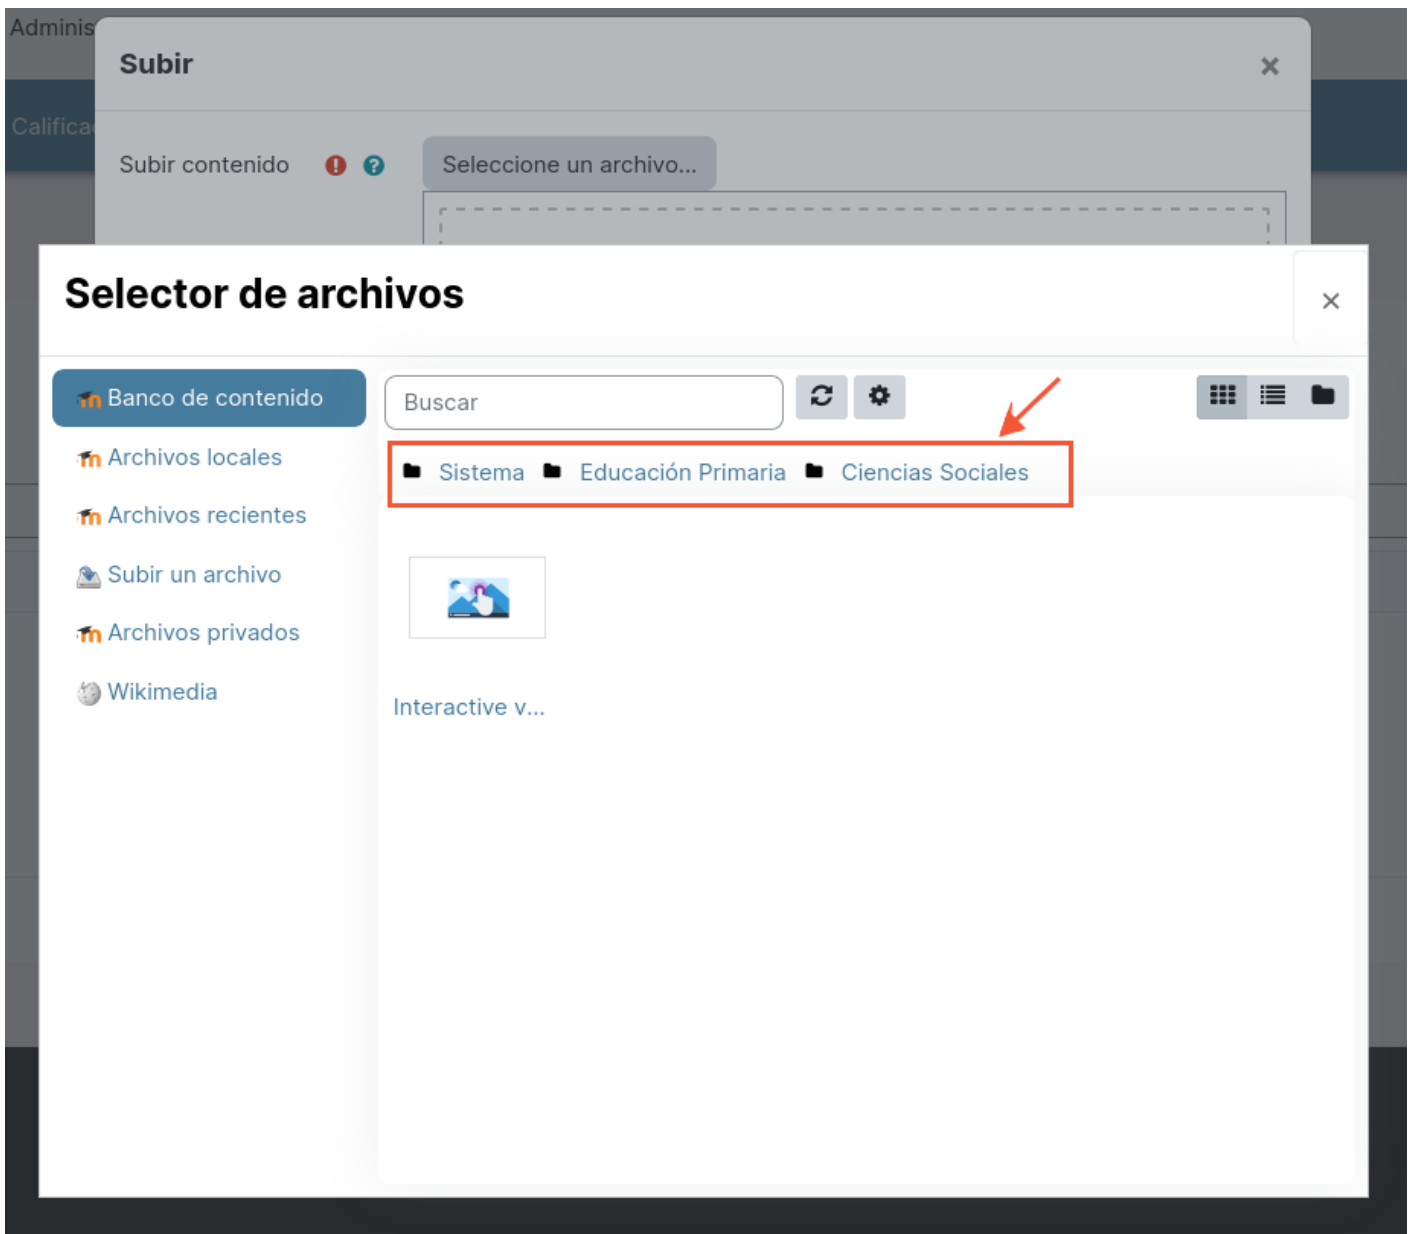 Adminis
Subir
Califica
Subir contenido
Seleccione un archivo...
Selector de archivos
Banco de contenido
Archivos locales
Archivos recientes
Subir un archivo
Archivos privados
Wikimedia
Buscar
Sistema Educación Primaria Ciencias Sociales
Interactive v...